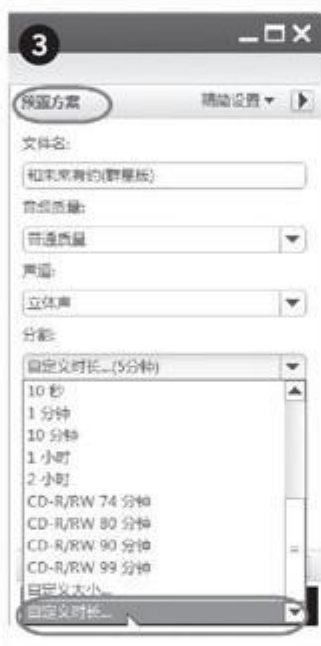 3
预置方案 精简设置
文件名:
和未来有约(群星版)
音频质量:
普通质量
声道:
立体声
分割:
自定义时长...(5分钟)
10 秒
1 分钟
10 分钟
1 小时
2 小时
CD-R/RW 74 分钟
CD-R/RW 80 分钟
CD-R/RW 90 分钟
CD-R/RW 99 分钟
自定义大小...
自定义时长...